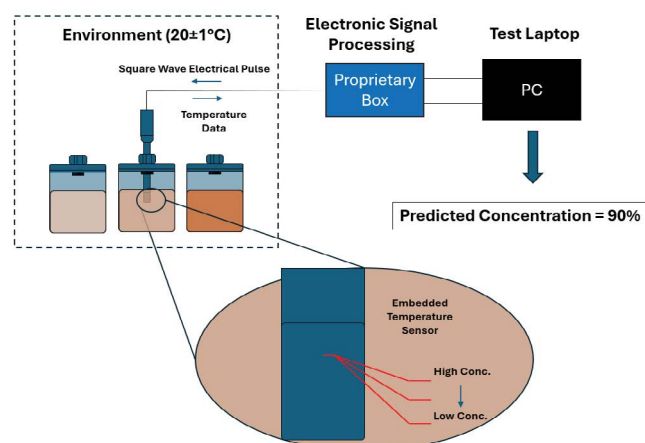 Environment (20±1°C)
Square Wave Electrical Pulse
Temperature
Data
Electronic Signal
Processing
Proprietary
Box
Test Laptop
PC
Predicted Concentration = 90%
Embedded
Temperature
Sensor
High Conc.
Low Conc.